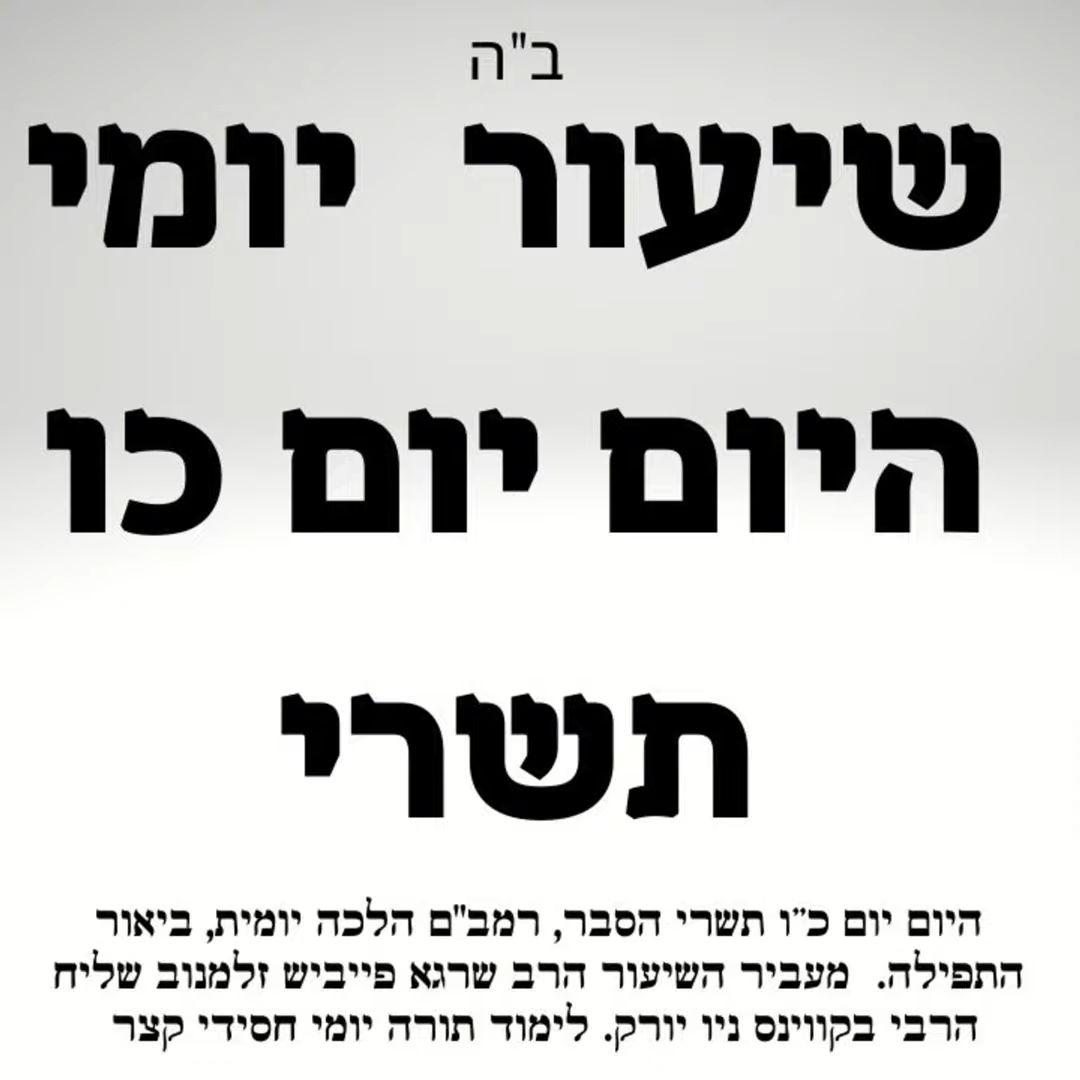 ב"ה
שיעור יומי
היום יום כו
תשרי
היום יום כ״ו תשרי הסבר, רמב"ם הלכה יומית, ביאור
התפילה. מעביר השיעור הרב שרגא פייביש זלמנוב שליח
הרבי בקווינס ניו יורק. לימוד תורה יומי חסידי קצר